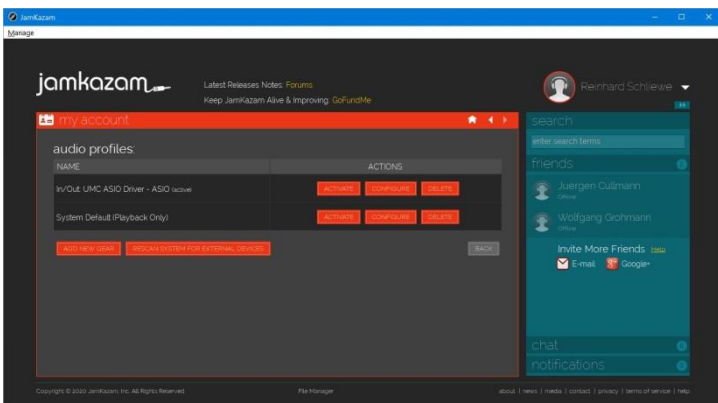 JamKazam
Manage
jamkazam
Latest Releases Notes: Forums
Keep JamKazam Alive & Improving: GoFundMe
Reinhard Schliewe
my account
audio profiles:
NAME ACTIONS
In/Out: UMC ASIO Driver - ASIO (active) ACTIVATE CONFIGURE DELETE
System Default (Playback Only) ACTIVATE CONFIGURE DELETE
ADD NEW GEAR RESCAN SYSTEM FOR EXTERNAL DEVICES BACK
search
enter search terms
friends
Juergen Cullmann
Offline
Wolfgang Grohmann
Offline
Invite More Friends Help
E-mail Google+
chat
notifications
Copyright © 2020 JamKazam, Inc. All Rights Reserved. File Manager about | news | media | contact | privacy | terms of service | help